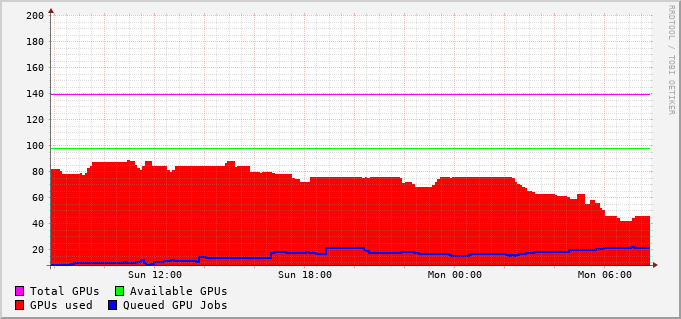 200
180
160
140
120
100
80
60
40
20
Sun 12:00 Sun 18:00 Mon 00:00 Mon 06:00
Total GPUs Available GPUs
GPUs used Queued GPU Jobs
RRDTOOL / TOBI OETIKER